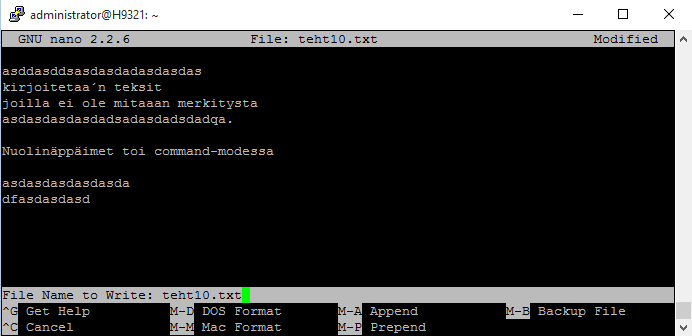 administrator@H9321: ~
GNU nano 2.2.6 File: teht10.txt Modified
asddasddsasdasdadasdasdas
kirjoitetaa´n teksit
joilla ei ole mitaaan merkitysta
asdasdasdasdadsadasdadsdadqa.
Nuolinäppäimet toi command-modessa
asdasdasdasdasda
dfasdasdasd
File Name to Write: teht10.txt
^G Get Help M-D DOS Format M-A Append M-B Backup File
^C Cancel M-M Mac Format M-P Prepend